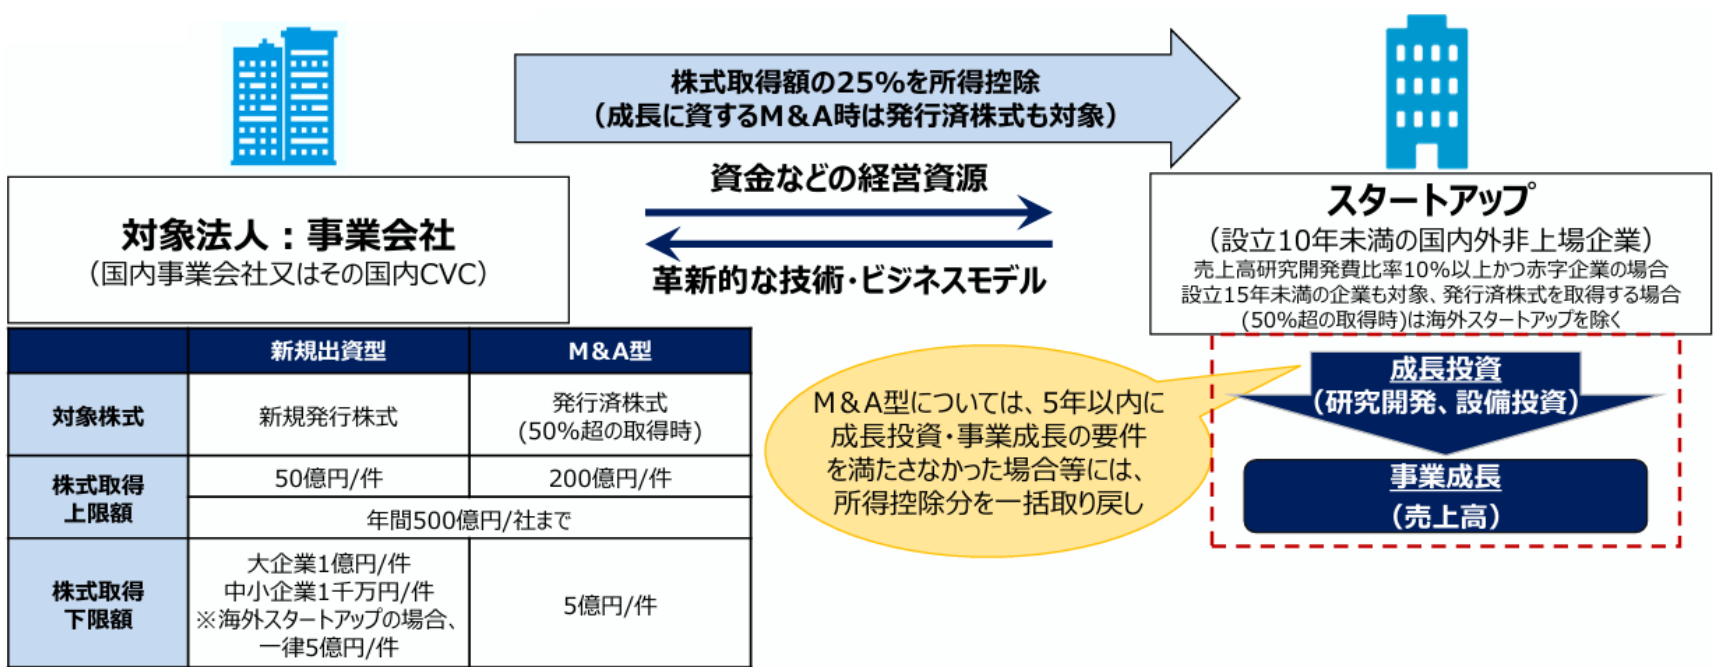 株式取得額の25%を所得控除
（成長に資するM&A時は発行済株式も対象）
資金などの経営資源
革新的な技術・ビジネスモデル
対象法人：事業会社
（国内事業会社又はその国内CVC）
スタートアップ
（設立10年未満の国内外非上場企業）
売上高研究開発費比率10%以上かつ赤字企業の場合
設立15年未満の企業も対象、発行済株式を取得する場合
(50%超の取得時)は海外スタートアップを除く
新規出資型
M&A型
対象株式
新規発行株式
発行済株式
(50%超の取得時)
株式取得
上限額
50億円/件
200億円/件
年間500億円/社まで
株式取得
下限額
大企業1億円/件
中小企業1千万円/件
※海外スタートアップの場合、
一律5億円/件
5億円/件
M&A型については、5年以内に
成長投資・事業成長の要件
を満たさなかった場合等には、
所得控除分を一括取り戻し
成長投資
（研究開発、設備投資）
事業成長
（売上高）